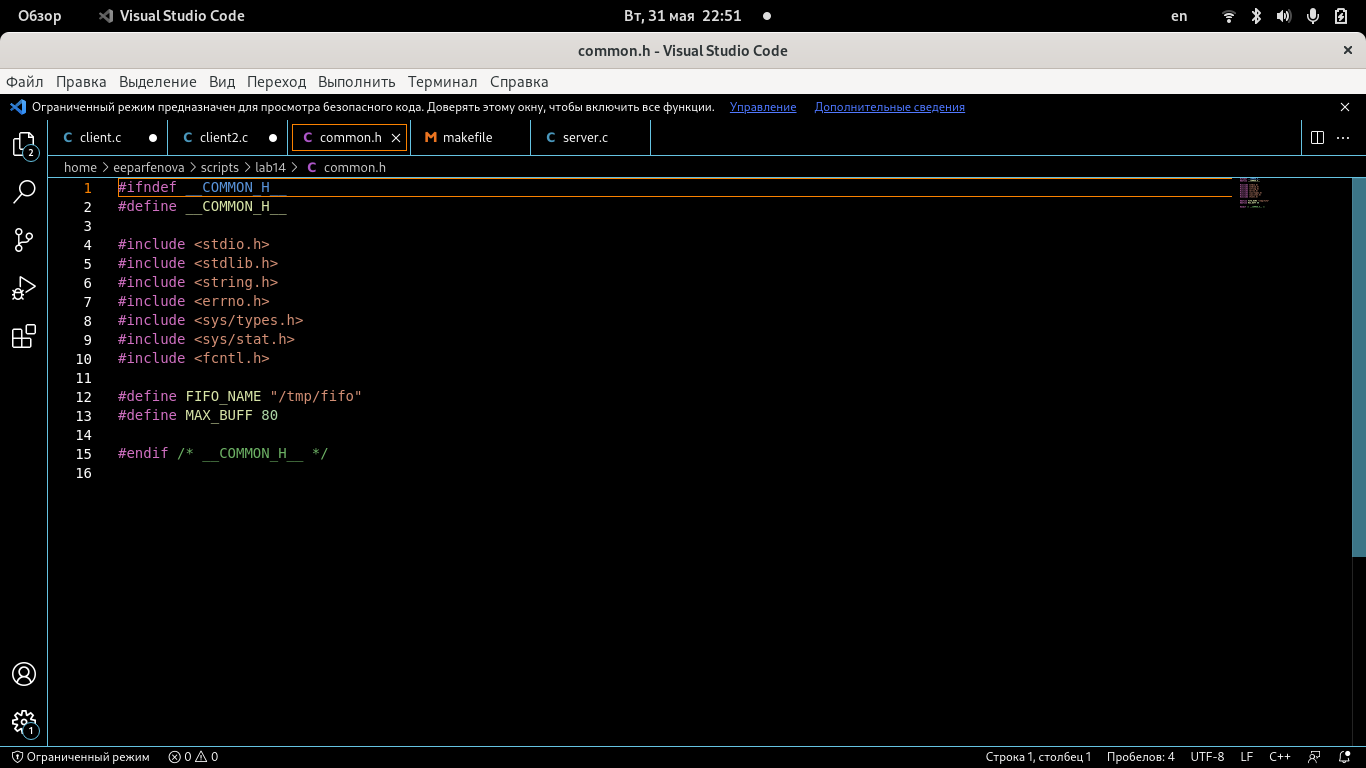 Обзор Visual Studio Code Вт, 31 мая 22:51 en
common.h - Visual Studio Code
Файл Правка Выделение Вид Переход Выполнить Терминал Справка
Ограниченный режим предназначен для просмотра безопасного кода. Доверять этому окну, чтобы включить все функции. Управление Дополнительные сведения
C client.c C client2.c C common.h M makefile C server.c
2
home > eeparfenova > scripts > lab14 > C common.h
1 #ifndef __COMMON_H__
2 #define __COMMON_H__
3
4 #include <stdio.h>
5 #include <stdlib.h>
6 #include <string.h>
7 #include <errno.h>
8 #include <sys/types.h>
9 #include <sys/stat.h>
10 #include <fcntl.h>
11
12 #define FIFO_NAME "/tmp/fifo"
13 #define MAX_BUFF 80
14
15 #endif /* __COMMON_H__ */
16
1
Ограниченный режим 0 0 Строка 1, столбец 1 Пробелов: 4 UTF-8 LF C++